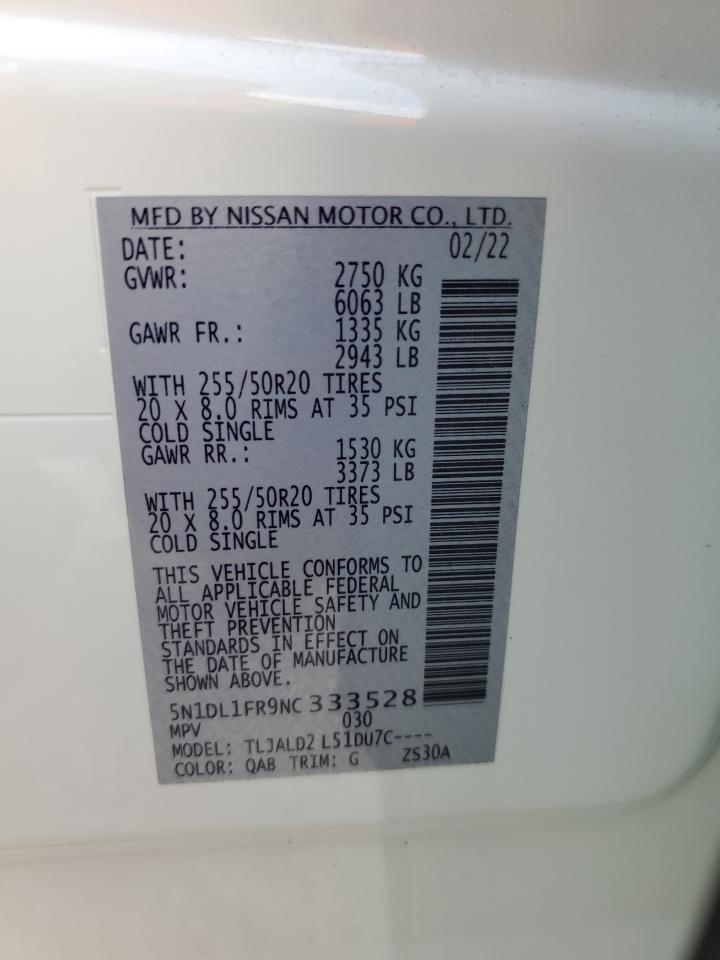 MFD BY NISSAN MOTOR CO., LTD.
DATE: 02/22
GVWR: 2750 KG
6063 LB
GAWR FR.: 1335 KG
2943 LB
WITH 255/50R20 TIRES
20 X 8.0 RIMS AT 35 PSI
COLD SINGLE
GAWR RR.: 1530 KG
3373 LB
WITH 255/50R20 TIRES
20 X 8.0 RIMS AT 35 PSI
COLD SINGLE
THIS VEHICLE CONFORMS TO
ALL APPLICABLE FEDERAL
MOTOR VEHICLE SAFETY AND
THEFT PREVENTION
STANDARDS IN EFFECT ON
THE DATE OF MANUFACTURE
SHOWN ABOVE.
5N1DL1FR9NC333528
MPV 030
MODEL: TLJALD2 L51DU7C----
COLOR: QAB TRIM: G ZS30A